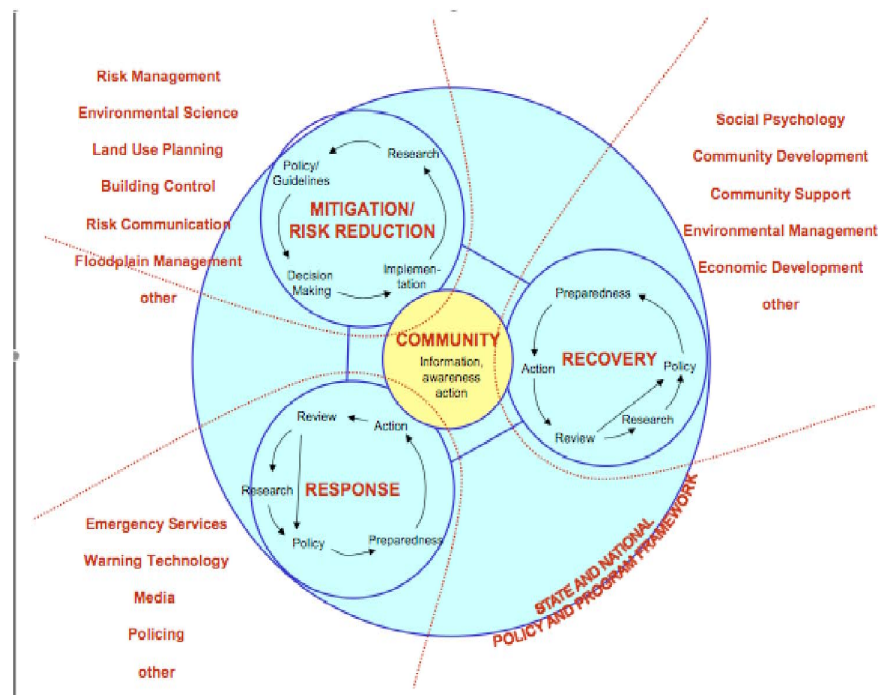 Risk Management
Environmental Science
Land Use Planning
Building Control
Risk Communication
Floodplain Management
other
Social Psychology
Community Development
Community Support
Environmental Management
Economic Development
other
Policy/
Guidelines
Research
MITIGATION/
RISK REDUCTION
Decision
Making
Implemen-
tation
COMMUNITY
Information,
awareness
action
Preparedness
Action
RECOVERY
Policy
Research
Review
Review
Action
Research
RESPONSE
Policy
Preparedness
Emergency Services
Warning Technology
Media
Policing
other
STATE AND NATIONAL
POLICY AND PROGRAM FRAMEWORK